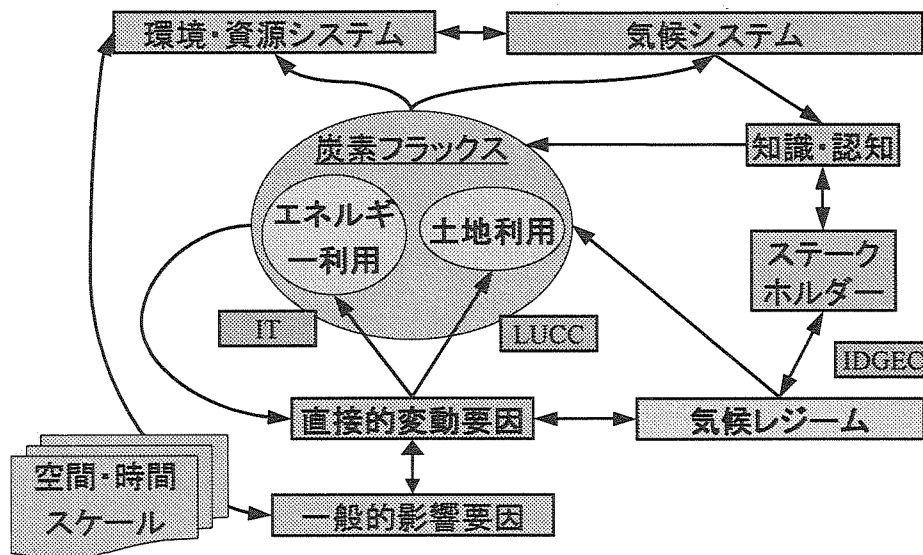 環境・資源システム
気候システム
炭素フラックス
知識・認知
エネルギ
ー利用
土地利用
ステーク
ホルダー
IT
LUCC
IDGEC
直接的変動要因
気候レジーム
空間・時間
スケール
一般的影響要因